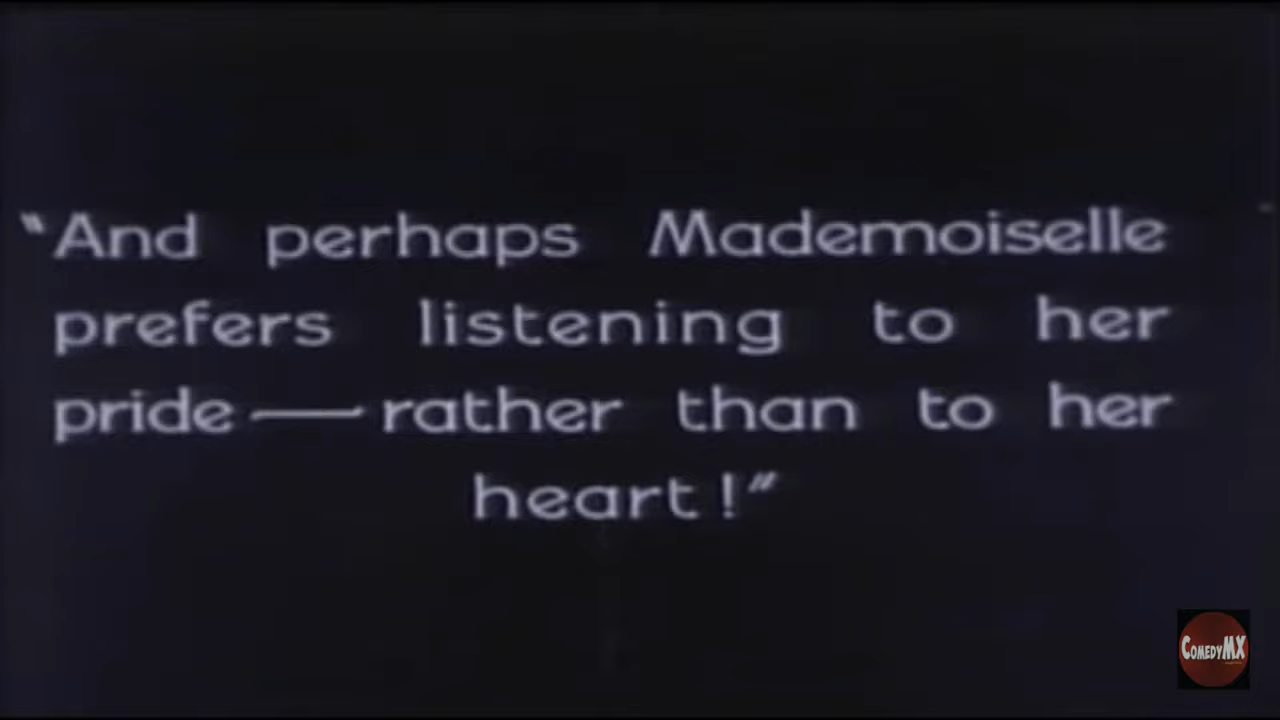 "And perhaps Mademoiselle
prefers listening to her
pride—rather than to her
heart!"
COMEDYMX